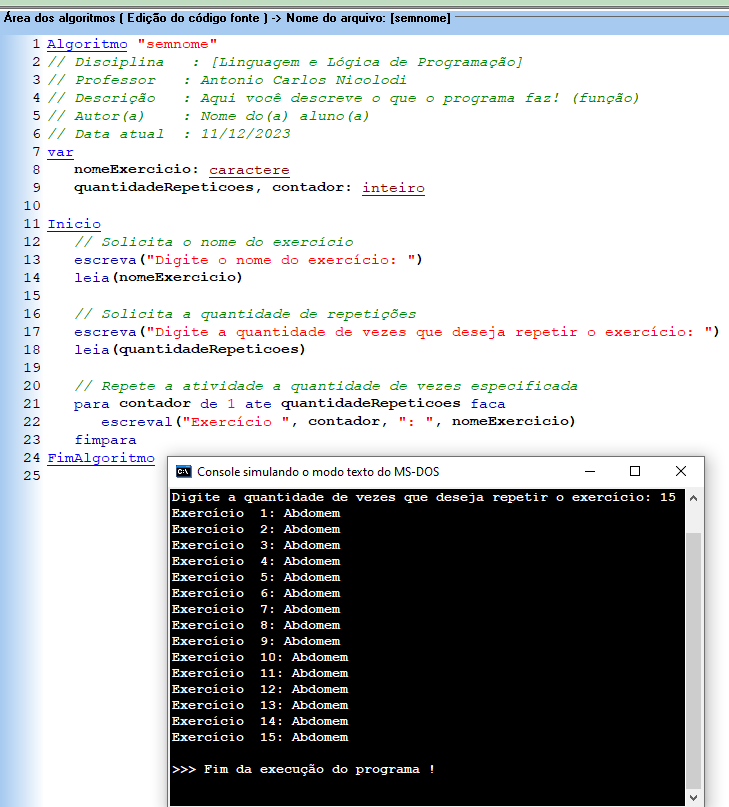 Área dos algoritmos ( Edição do código fonte ) -> Nome do arquivo: [semnome]
1 Algoritmo "semnome"
2 // Disciplina   : [Linguagem e Lógica de Programação]
3 // Professor   : Antonio Carlos Nicolodi
4 // Descrição   : Aqui você descreve o que o programa faz! (função)
5 // Autor(a)    : Nome do(a) aluno(a)
6 // Data atual  : 11/12/2023
7 var
8    nomeExercicio: caractere
9    quantidadeRepeticoes, contador: inteiro
10
11 Inicio
12    // Solicita o nome do exercício
13    escreva("Digite o nome do exercício: ")
14    leia(nomeExercicio)
15
16    // Solicita a quantidade de repetições
17    escreva("Digite a quantidade de vezes que deseja repetir o exercício: ")
18    leia(quantidadeRepeticoes)
19
20    // Repete a atividade a quantidade de vezes especificada
21    para contador de 1 ate quantidadeRepeticoes faca
22       escreval("Exercício ", contador, ": ", nomeExercicio)
23    fimpara
24 FimAlgoritmo
25
C:\ Console simulando o modo texto do MS-DOS
Digite a quantidade de vezes que deseja repetir o exercício: 15
Exercício  1: Abdomem
Exercício  2: Abdomem
Exercício  3: Abdomem
Exercício  4: Abdomem
Exercício  5: Abdomem
Exercício  6: Abdomem
Exercício  7: Abdomem
Exercício  8: Abdomem
Exercício  9: Abdomem
Exercício  10: Abdomem
Exercício  11: Abdomem
Exercício  12: Abdomem
Exercício  13: Abdomem
Exercício  14: Abdomem
Exercício  15: Abdomem
>>> Fim da execução do programa !